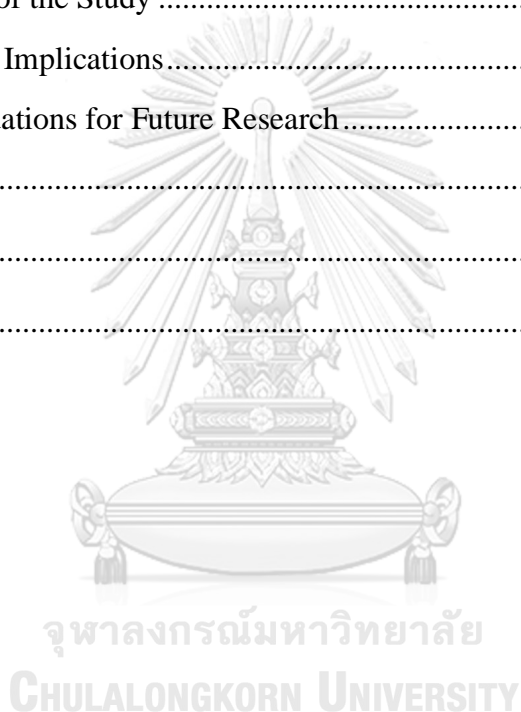 of the Study ........................................................
Implications ........................................................
ations for Future Research ........................................................
........................................................
........................................................
........................................................
จุฬาลงกรณ์มหาวิทยาลัย
CHULALONGKORN UNIVERSITY